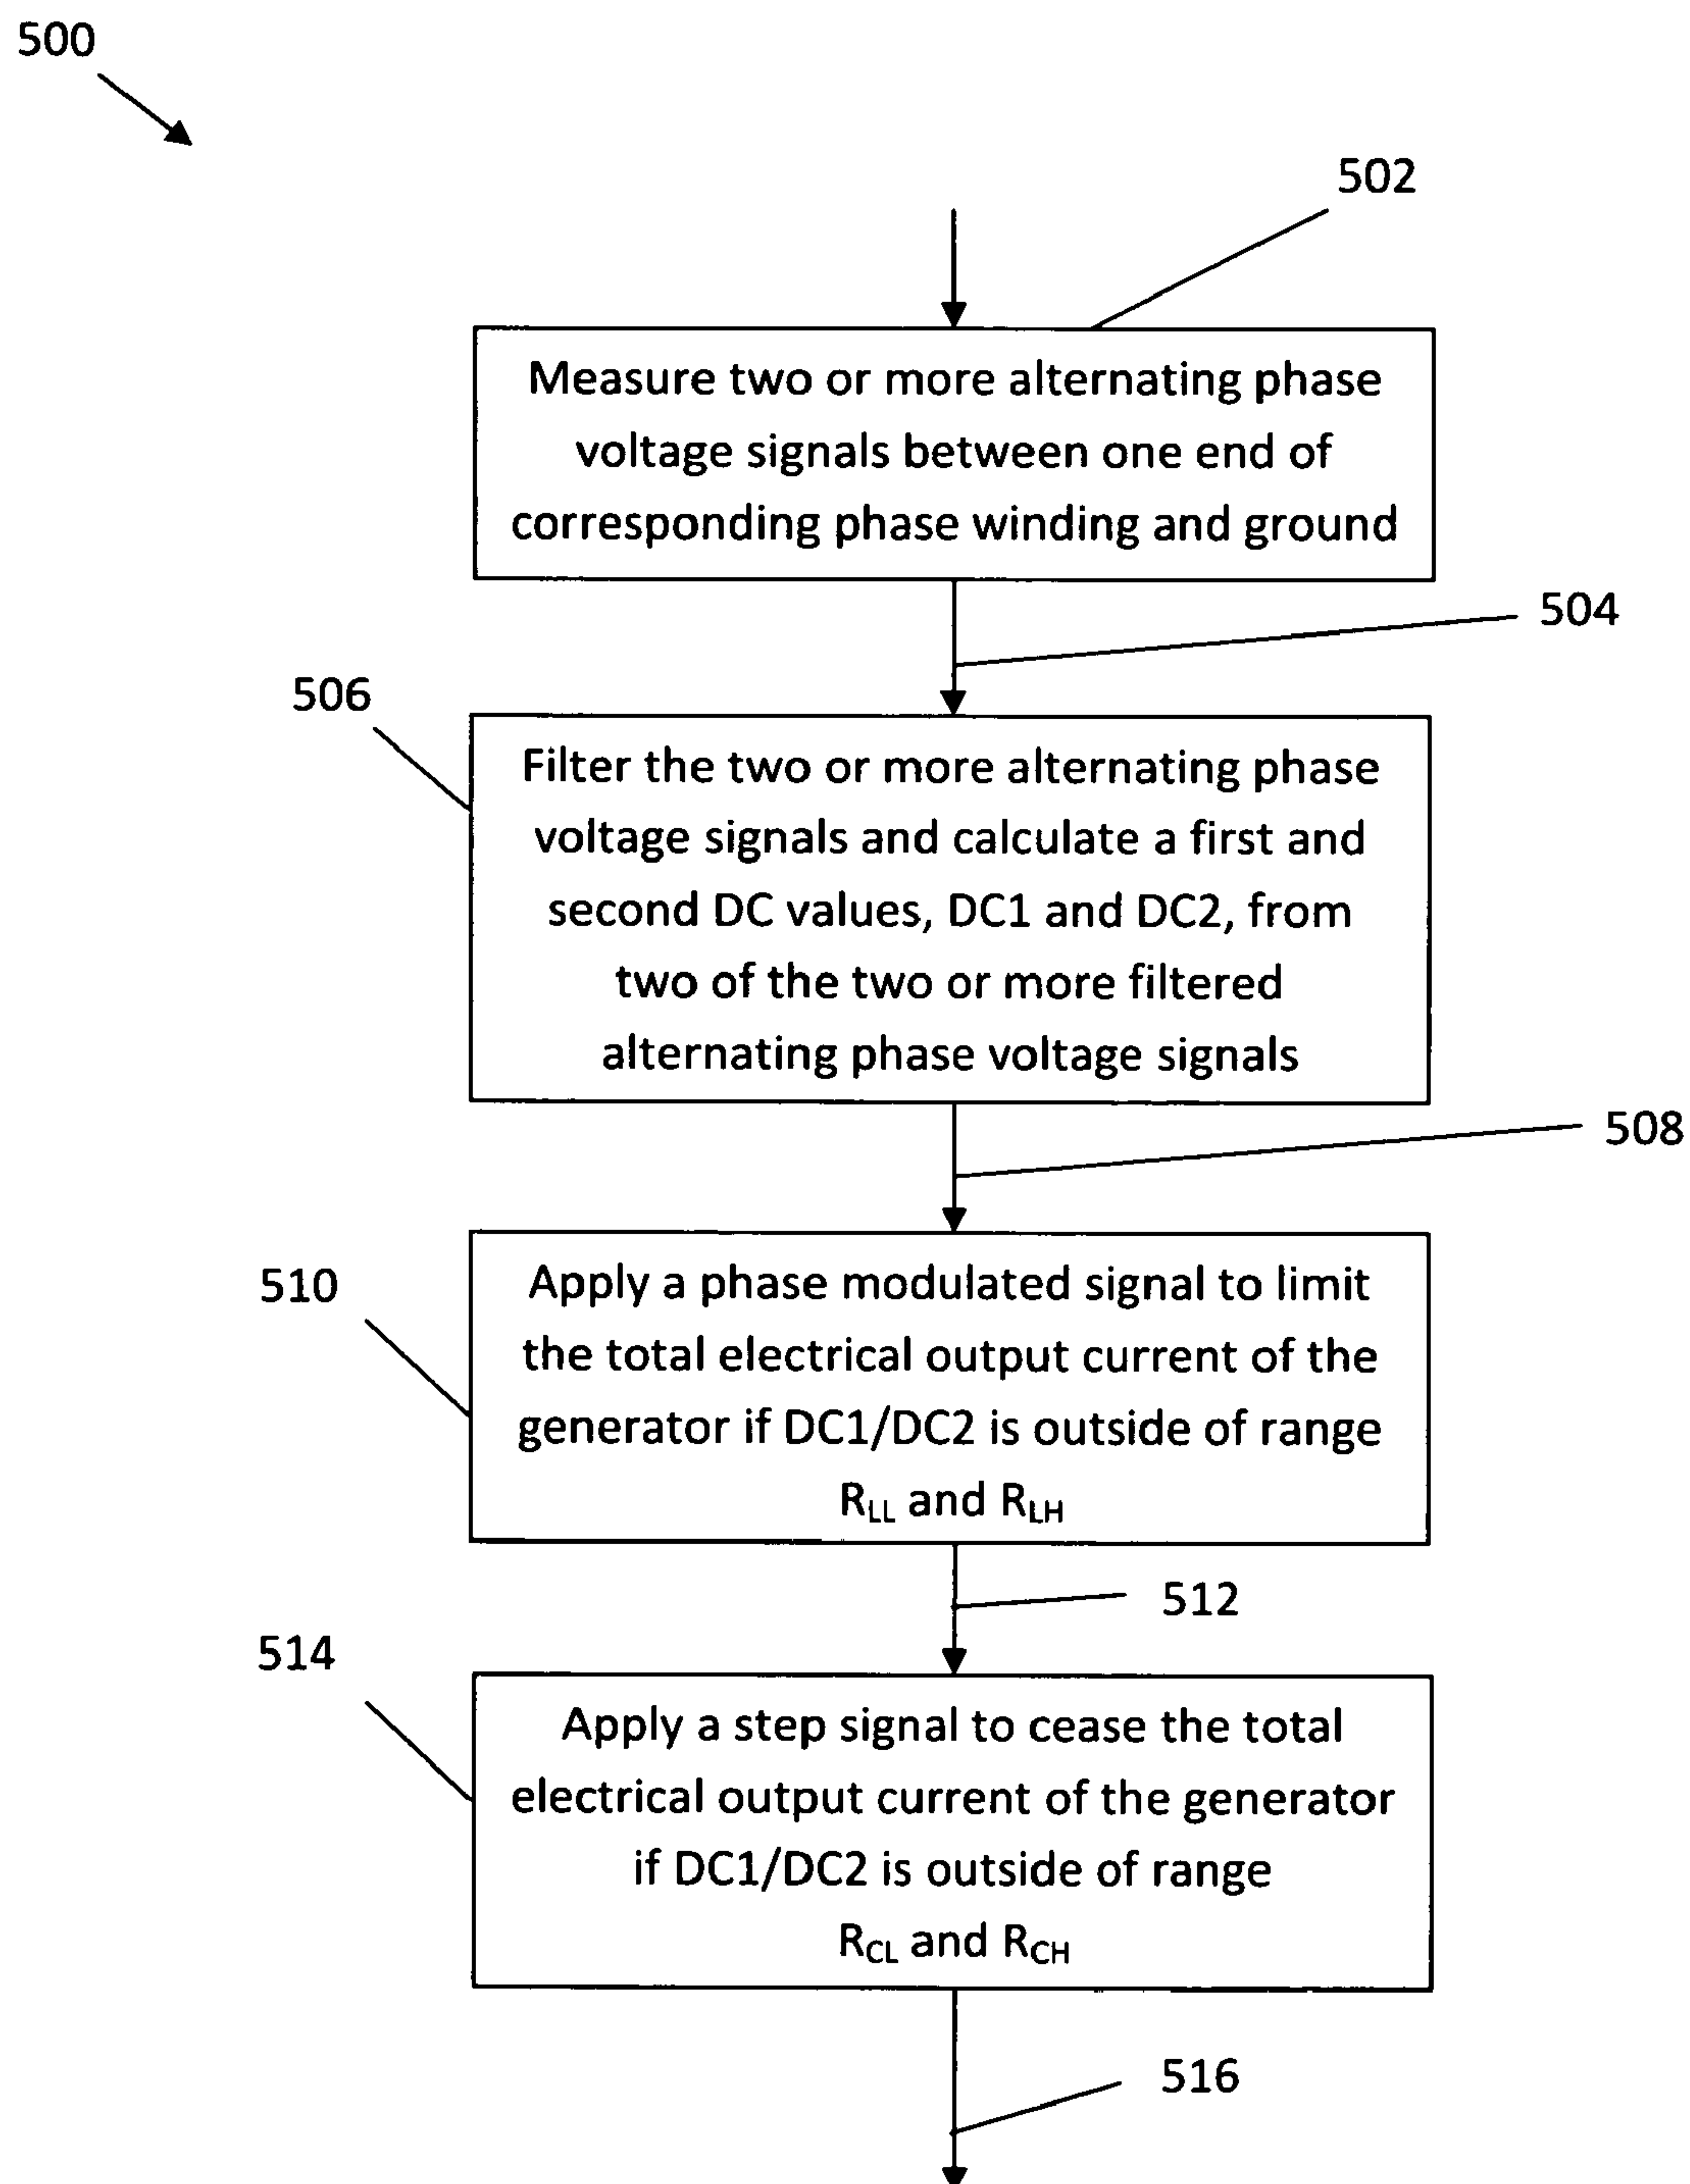 500
502
Measure two or more alternating phase
voltage signals between one end of
corresponding phase winding and ground
504
506
Filter the two or more alternating phase
voltage signals and calculate a first and
second DC values, DC1 and DC2, from
two of the two or more filtered
alternating phase voltage signals
508
510
Apply a phase modulated signal to limit
the total electrical output current of the
generator if DC1/DC2 is outside of range
R_LL and R_LH
512
514
Apply a step signal to cease the total
electrical output current of the generator
if DC1/DC2 is outside of range
R_CL and R_CH
516